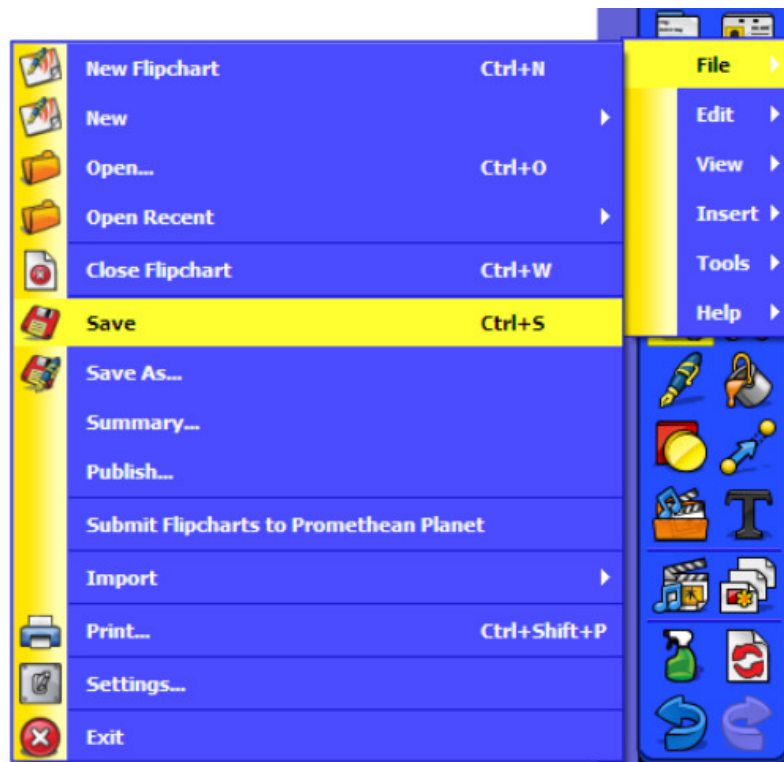 New Flipchart Ctrl+N
New
Open... Ctrl+O
Open Recent
Close Flipchart Ctrl+W
Save Ctrl+S
Save As...
Summary...
Publish...
Submit Flipcharts to Promethean Planet
Import
Print... Ctrl+Shift+P
Settings...
Exit
File
Edit
View
Insert
Tools
Help
T